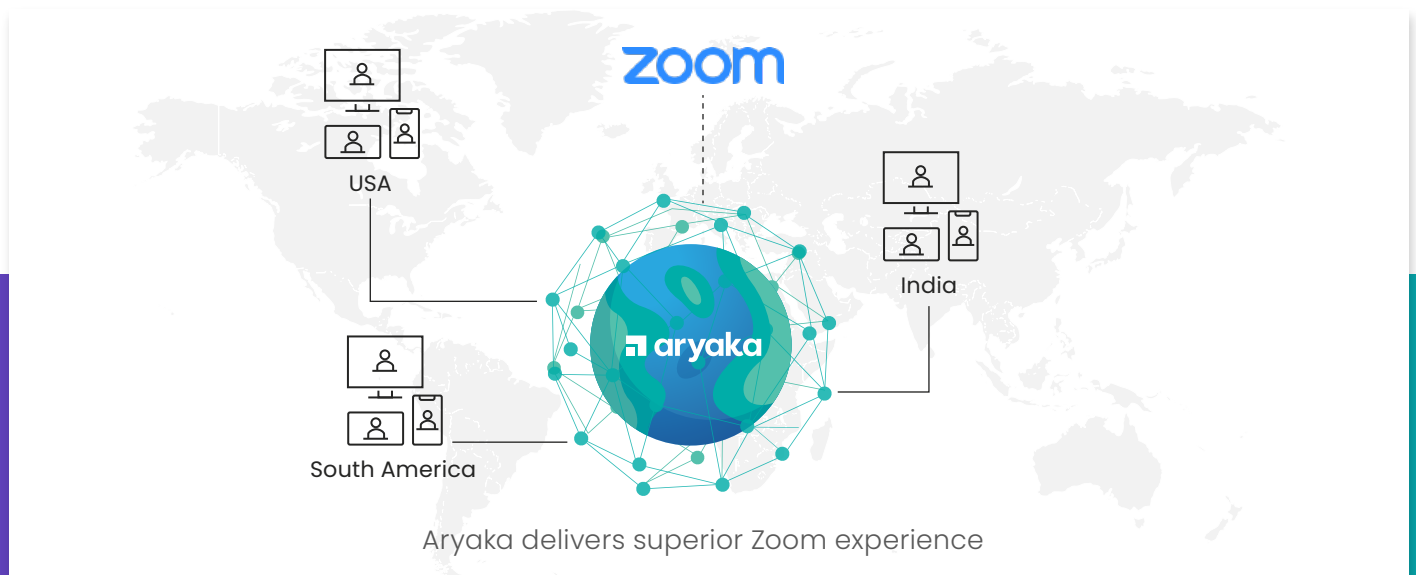 zoom
USA
India
aryaka
South America
Aryaka delivers superior Zoom experience